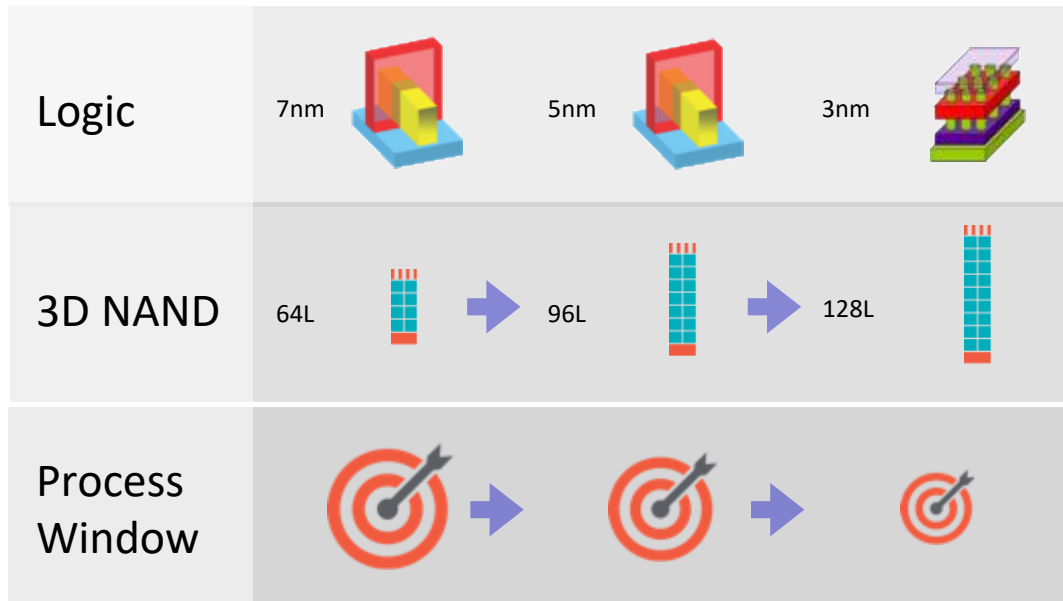 Logic
7nm
5nm
3nm
3D NAND
64L
96L
128L
Process
Window